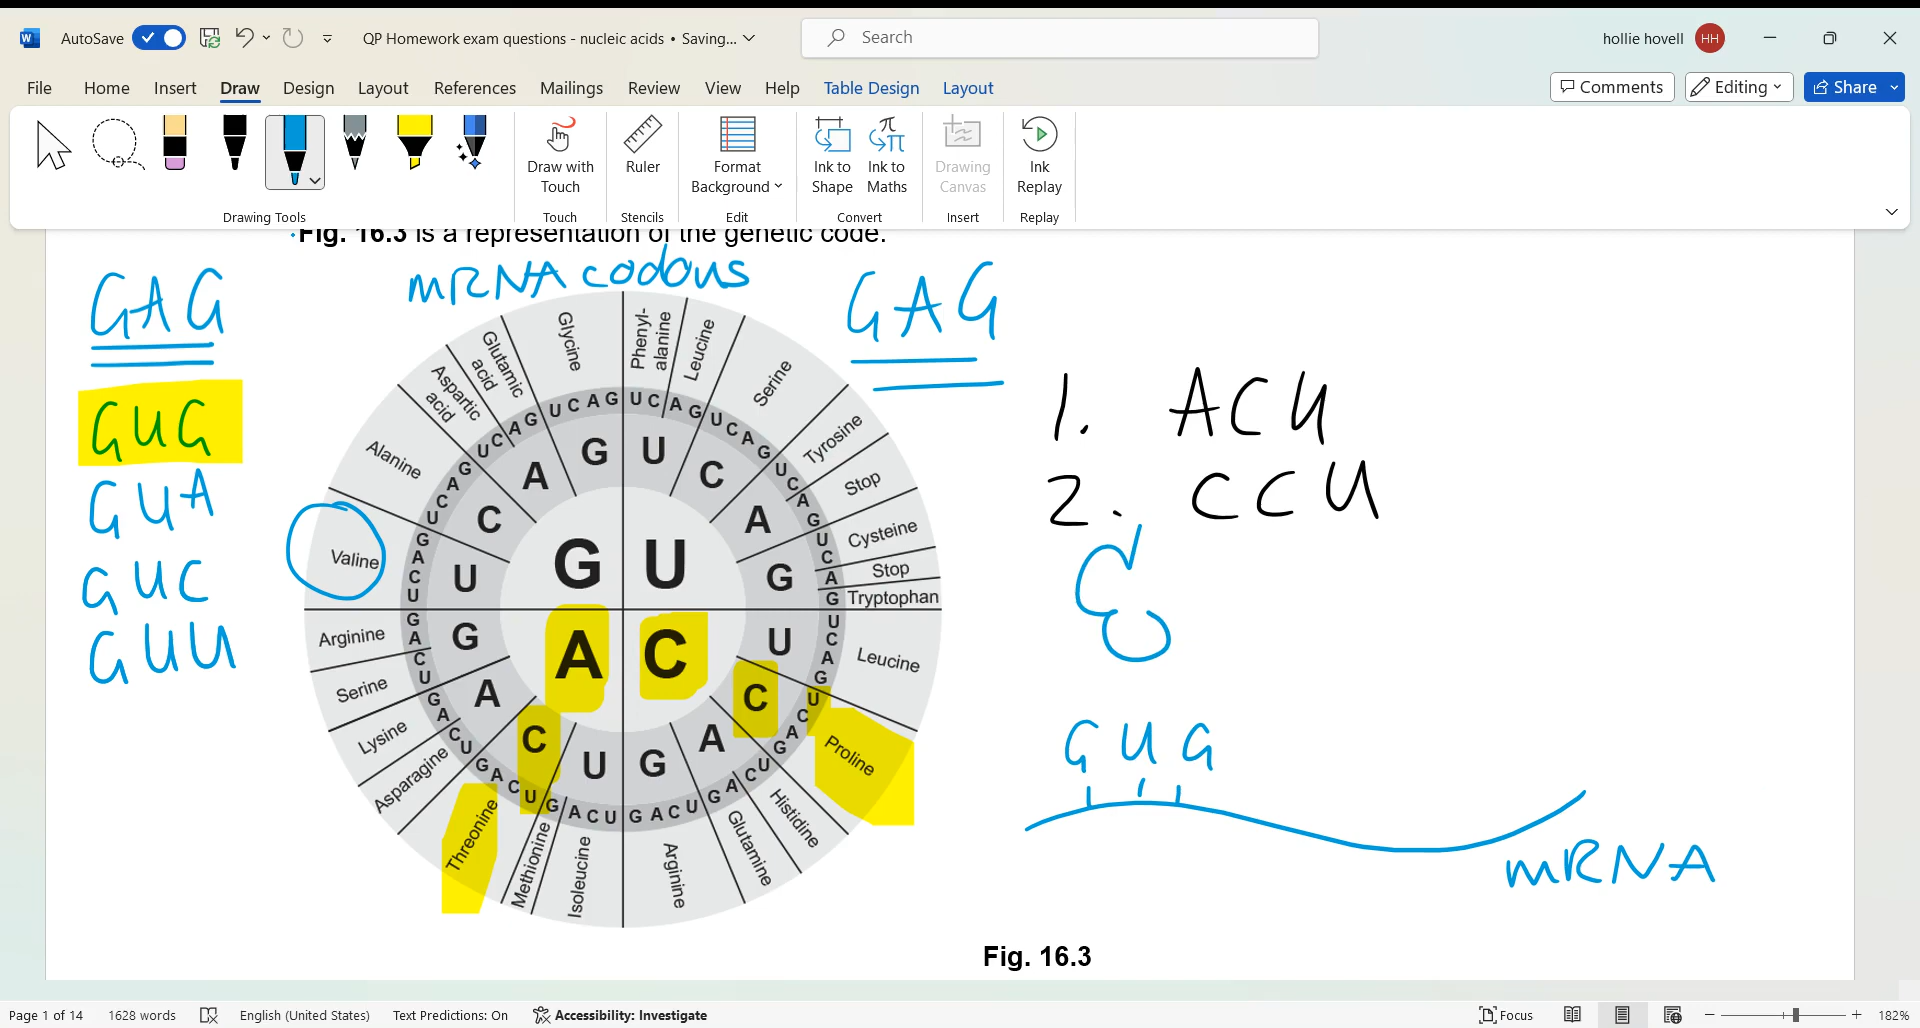 AutoSave
QP Homework exam questions - nucleic acids • Saving...
Search
hollie hovell
HH
File Home Insert Draw Design Layout References Mailings Review View Help Table Design Layout
Comments Editing Share
Draw with Touch
Ruler
Format Background
Ink to Shape
Ink to Maths
Drawing Canvas
Ink Replay
Drawing Tools Touch Stencils Edit Convert Insert Replay
Fig. 16.3 is a representation of the genetic code.
mRNA codons
GAG
GUG
GUA
GUC
GUU
GAG
1. ACU
2. CCU
GUG
mRNA
G U
A C
U C A G
U C A G
U G A C
G A C U
Phenyl-alanine
Leucine
Serine
Tyrosine
Stop
Cysteine
Stop
Tryptophan
Leucine
Proline
Histidine
Glutamine
Arginine
Isoleucine
Methionine
Threonine
Asparagine
Lysine
Serine
Arginine
Valine
Alanine
Aspartic acid
Glutamic acid
Glycine
Fig. 16.3
Page 1 of 14 1628 words English (United States) Text Predictions: On Accessibility: Investigate Focus 182%